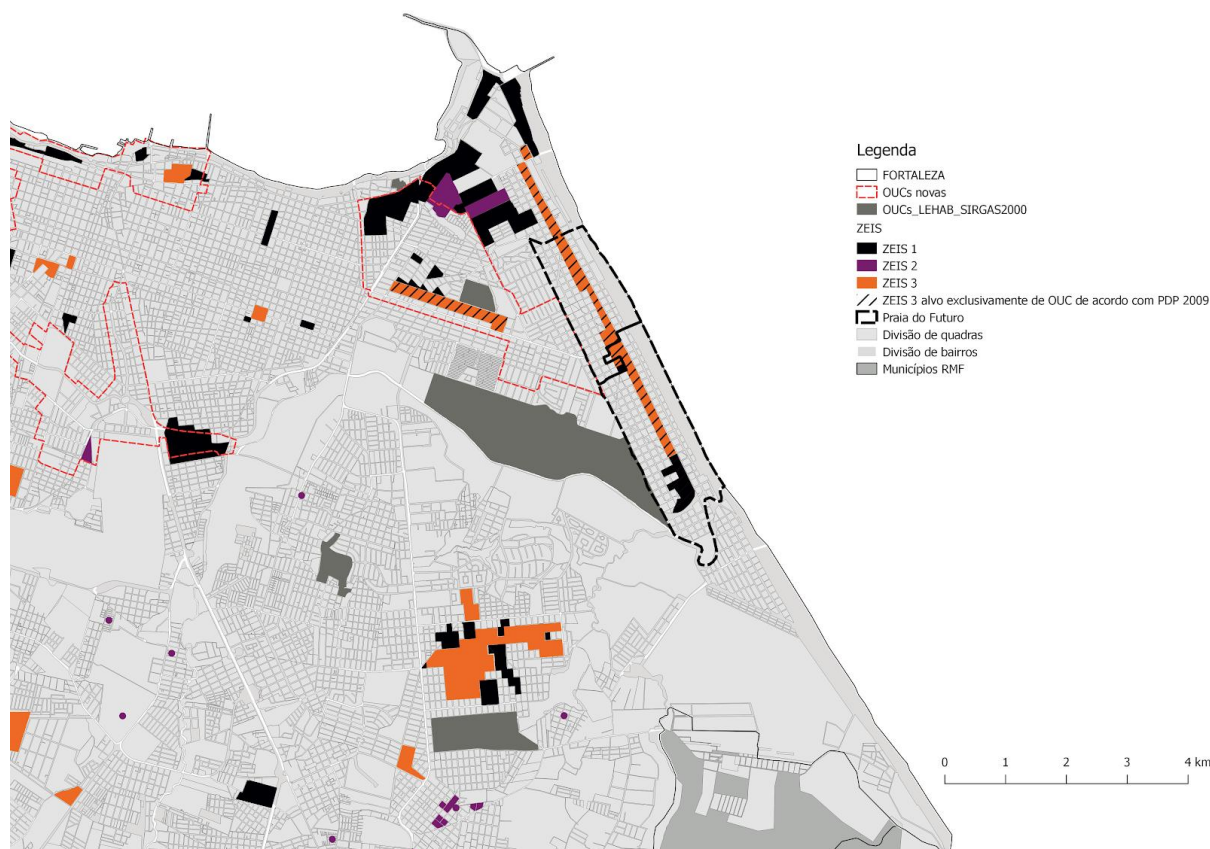 Legenda
FORTALEZA
OUCs novas
OUCs_LEHAB_SIRGAS2000
ZEIS
ZEIS 1
ZEIS 2
ZEIS 3
ZEIS 3 alvo exclusivamente de OUC de acordo com PDP 2009
Praia do Futuro
Divisão de quadras
Divisão de bairros
Municípios RMF
0 1 2 3 4 km